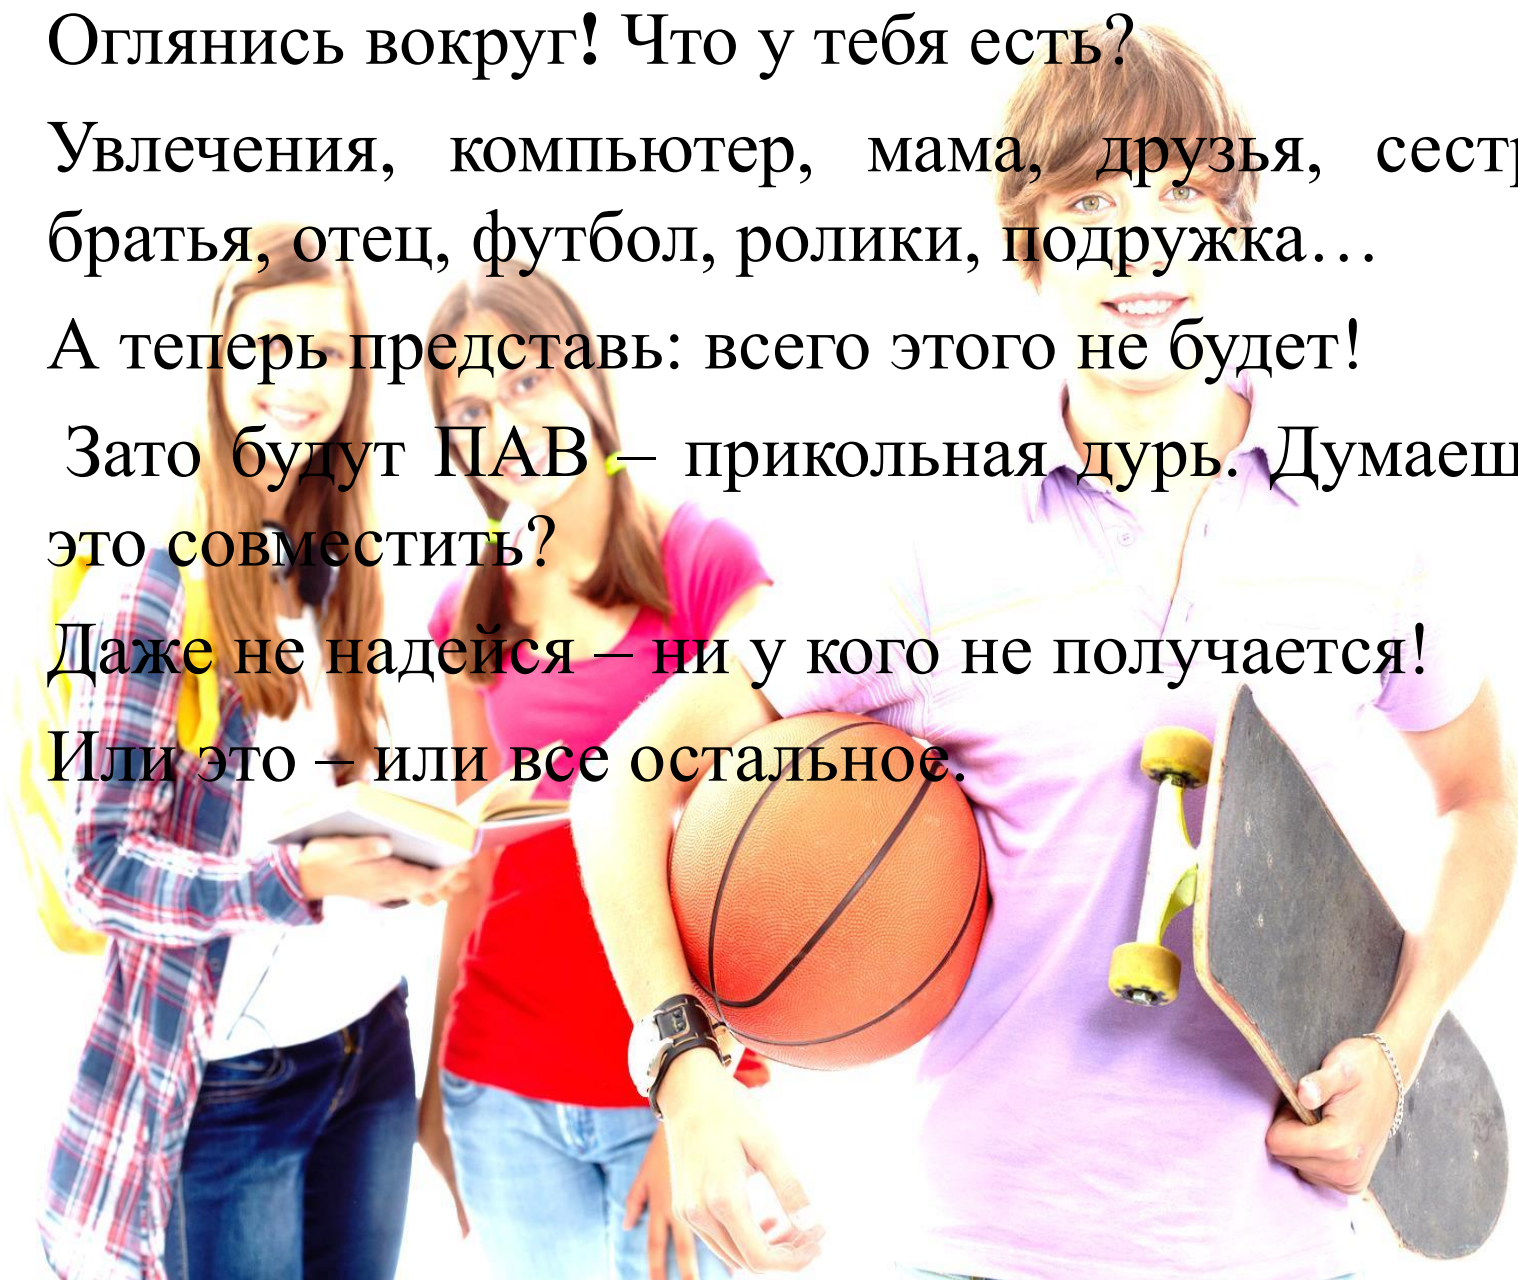 Оглянись вокруг! Что у тебя есть?
Увлечения, компьютер, мама, друзья, сестр
братья, отец, футбол, ролики, подружка…
А теперь представь: всего этого не будет!
Зато будут ПАВ – прикольная дурь. Думаеш
это совместить?
Даже не надейся – ни у кого не получается!
Или это – или все остальное.